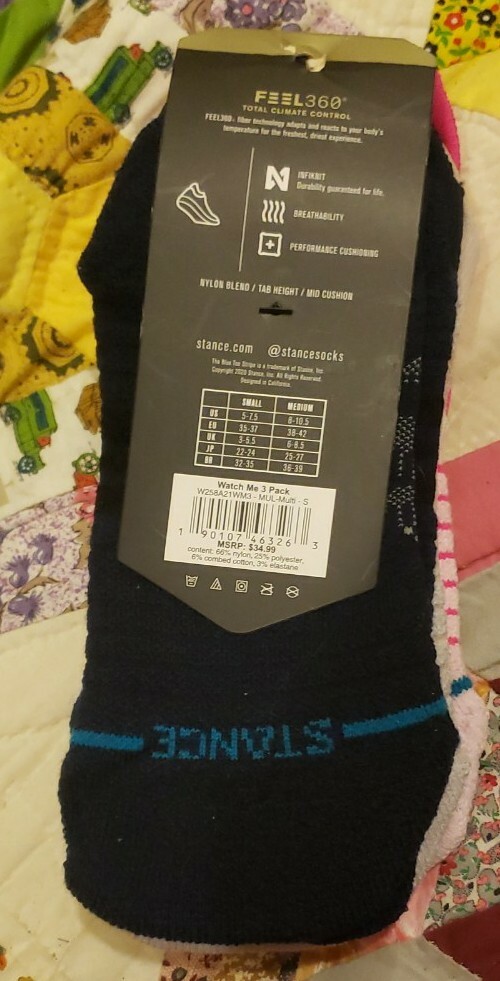 FEEL360°
TOTAL CLIMATE CONTROL
FEEL360: fiber technology adapts and reacts to your body's
temperature for the freshest, driest experience.
INFIKNIT
Durability guaranteed for life.
BREATHABILITY
PERFORMANCE CUSHIONING
NYLON BLEND / TAB HEIGHT / MID CUSHION
stance.com @stancesocks
The Blue Toe Stripe is a trademark of Stance, Inc.
Copyright 2020 Stance, Inc. All Rights Reserved.
Designed in California.
SMALL MEDIUM
US 5-7.5 8-10.5
EU 35-37 38-42
UK 3-5.5 6-8.5
JP 22-24 25-27
BR 32-35 36-39
Watch Me 3 Pack
W258A21WM3 - MUL-Multi - S
1 90107 46326 3
MSRP: $34.99
content: 66% nylon, 25% polyester,
6% combed cotton, 3% elastane
STANCE